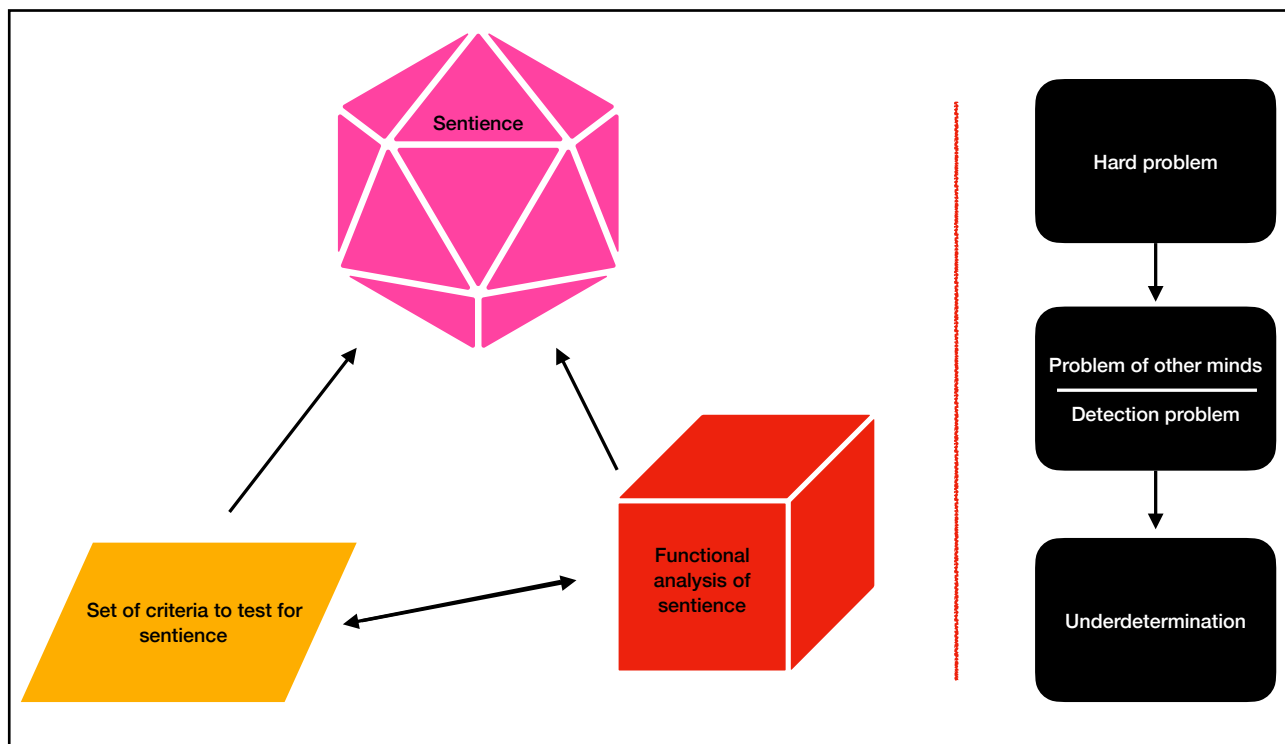 Sentience
Set of criteria to test for
sentience
Functional
analysis of
sentience
Hard problem
Problem of other minds
Detection problem
Underdetermination